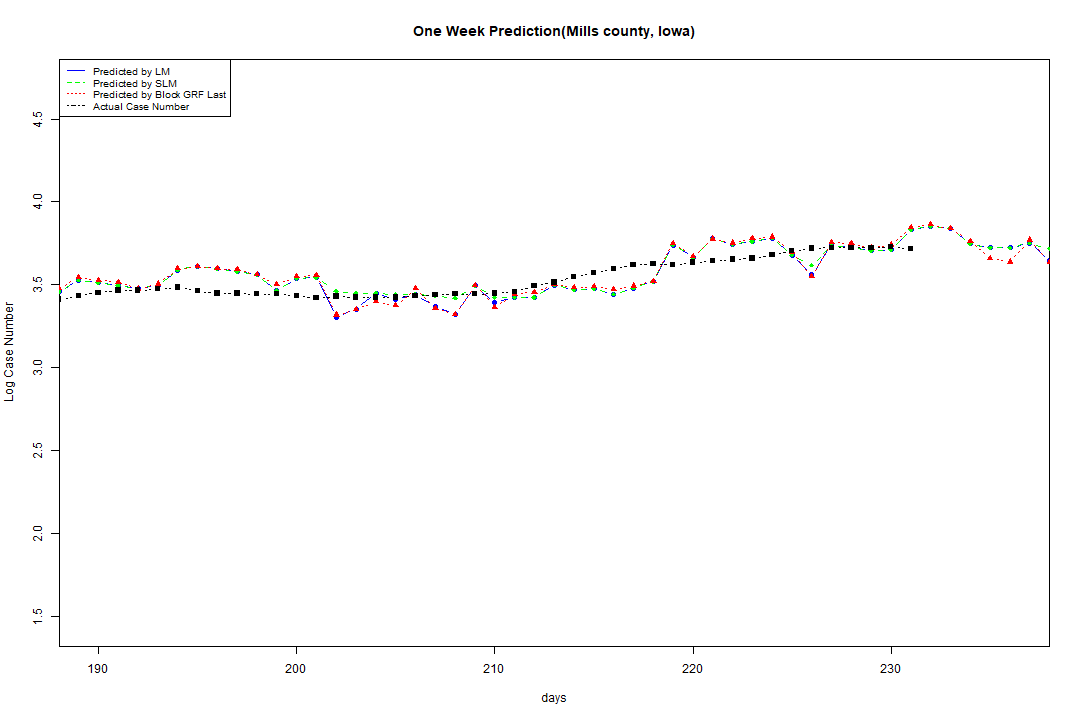 One Week Prediction(Mills county, Iowa)
Predicted by LM
Predicted by SLM
Predicted by Block GRF Last
Actual Case Number
4.5
4.0
3.5
3.0
2.5
2.0
1.5
Log Case Number
190 200 210 220 230
days